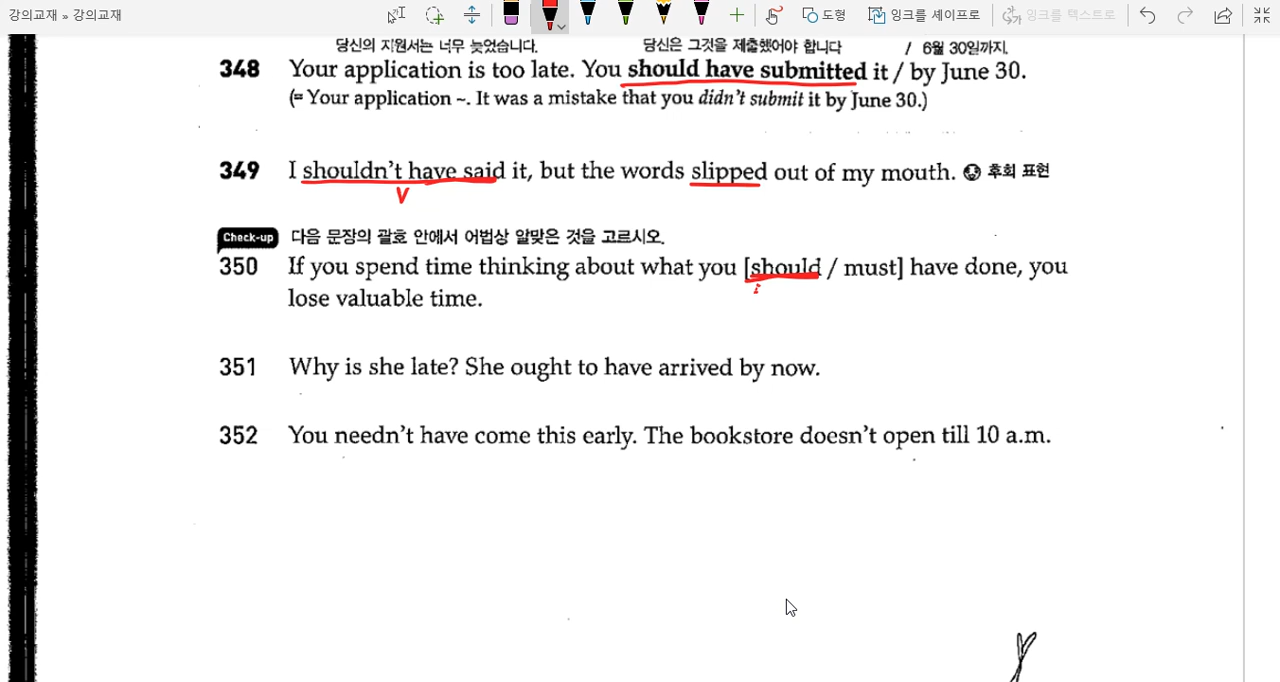 강의교재 » 강의교재
도형
잉크를 셰이프로
잉크를 텍스트로
당신의 지원서는 너무 늦었습니다. 당신은 그것을 제출했어야 합니다 / 6월 30일까지.
348 Your application is too late. You should have submitted it / by June 30.
(= Your application ~. It was a mistake that you didn't submit it by June 30.)
349 I shouldn't have said it, but the words slipped out of my mouth. 후회 표현
Check-up 다음 문장의 괄호 안에서 어법상 알맞은 것을 고르시오.
350 If you spend time thinking about what you [should / must] have done, you
lose valuable time.
351 Why is she late? She ought to have arrived by now.
352 You needn't have come this early. The bookstore doesn't open till 10 a.m.